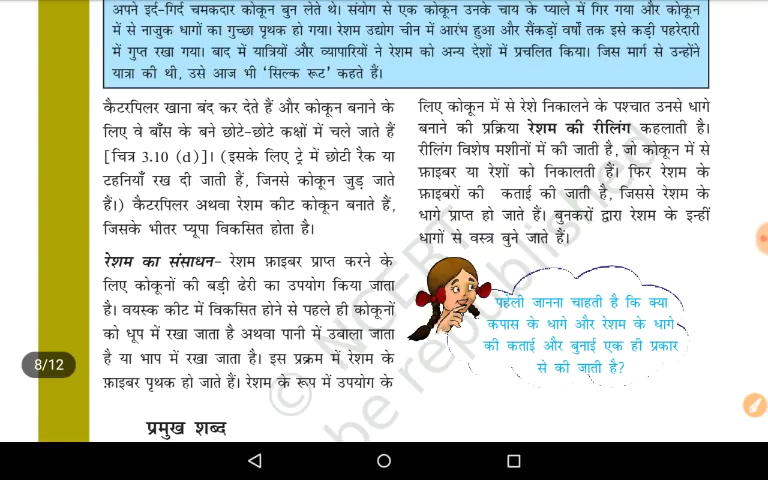 अपने इर्द-गिर्द चमकदार कोकून बुन लेते थे। संयोग से एक कोकून उनके चाय के प्याले में गिर गया और कोकून
में से नाजुक धागों का गुच्छा पृथक हो गया। रेशम उद्योग चीन में आरंभ हुआ और सैंकड़ों वर्षों तक इसे कड़ी पहरेदारी
में गुप्त रखा गया। बाद में यात्रियों और व्यापारियों ने रेशम को अन्य देशों में प्रचलित किया। जिस मार्ग से उन्होंने
यात्रा की थी, उसे आज भी ‘सिल्क रूट’ कहते हैं।
कैटरपिलर खाना बंद कर देते हैं और कोकून बनाने के
लिए वे बाँस के बने छोटे-छोटे कक्षों में चले जाते हैं
[चित्र 3.10 (d)]। (इसके लिए ट्रे में छोटी रैक या
टहनियाँ रख दी जाती हैं, जिनसे कोकून जुड़ जाते
हैं।) कैटरपिलर अथवा रेशम कीट कोकून बनाते हैं,
जिसके भीतर प्यूपा विकसित होता है।
रेशम का संसाधन- रेशम फ़ाइबर प्राप्त करने के
लिए कोकूनों की बड़ी ढेरी का उपयोग किया जाता
है। वयस्क कीट में विकसित होने से पहले ही कोकूनों
को धूप में रखा जाता है अथवा पानी में उबाला जाता
है या भाप में रखा जाता है। इस प्रक्रम में रेशम के
फ़ाइबर पृथक हो जाते हैं। रेशम के रूप में उपयोग के
लिए कोकून में से रेशे निकालने के पश्चात उनसे धागे
बनाने की प्रक्रिया रेशम की रीलिंग कहलाती है।
रीलिंग विशेष मशीनों में की जाती है, जो कोकून में से
फ़ाइबर या रेशों को निकालती हैं। फिर रेशम के
फ़ाइबरों की कताई की जाती है, जिससे रेशम के
धागे प्राप्त हो जाते हैं। बुनकरों द्वारा रेशम के इन्हीं
धागों से वस्त्र बुने जाते हैं।
पहेली जानना चाहती है कि क्या
कपास के धागे और रेशम के धागे
की कताई और बुनाई एक ही प्रकार
से की जाती है?
8/12
प्रमुख शब्द
© NCERT
be republished